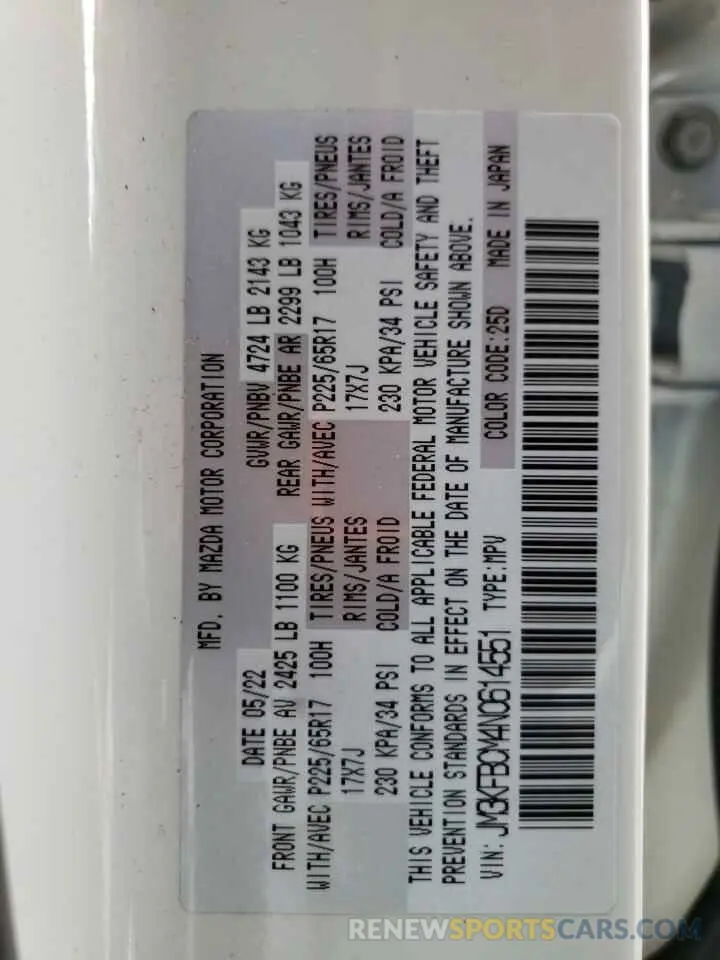 MFD. BY MAZDA MOTOR CORPORATION
DATE 05/22 GVWR/PNBV 4724 LB 2143 KG
FRONT GAWR/PNBE AV 2425 LB 1100 KG REAR GAWR/PNBE AR 2299 LB 1043 KG
WITH/AVEC P225/65R17 100H TIRES/PNEUS WITH/AVEC P225/65R17 100H TIRES/PNEUS
17X7J RIMS/JANTES 17X7J RIMS/JANTES
230 KPA/34 PSI COLD/A FROID 230 KPA/34 PSI COLD/A FROID
THIS VEHICLE CONFORMS TO ALL APPLICABLE FEDERAL MOTOR VEHICLE SAFETY AND THEFT
PREVENTION STANDARDS IN EFFECT ON THE DATE OF MANUFACTURE SHOWN ABOVE.
VIN: JM3KFBCM4N0614551 TYPE:MPV COLOR CODE:25D MADE IN JAPAN
RENEWSPORTSCARS.COM